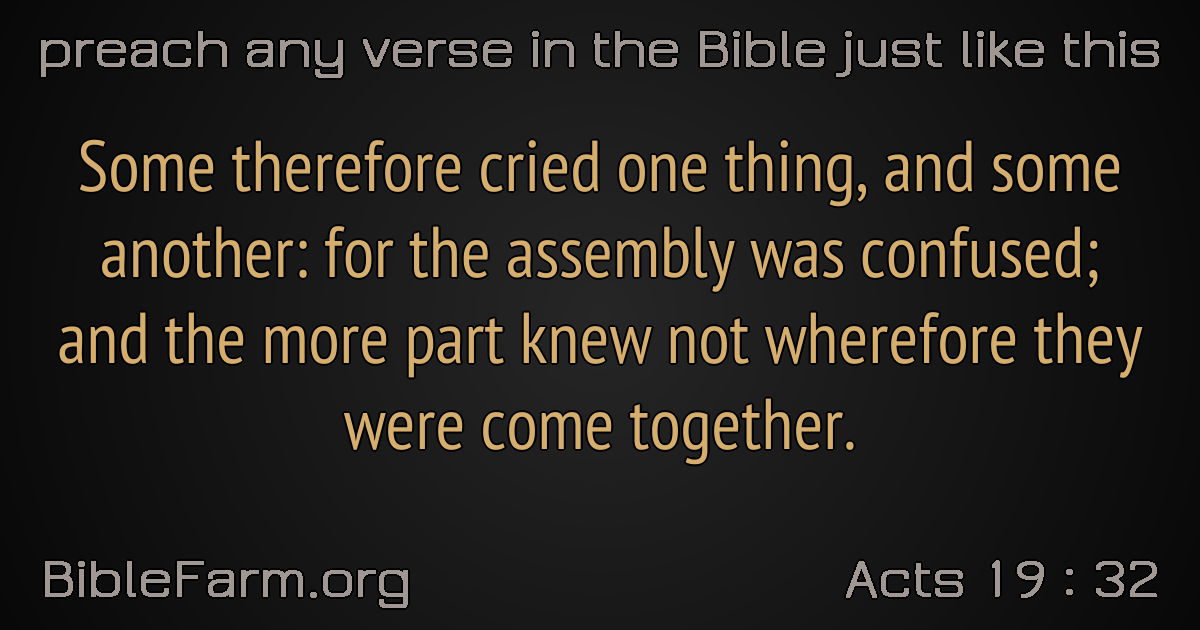 preach any verse in the Bible just like this
Some therefore cried one thing, and some
another: for the assembly was confused;
and the more part knew not wherefore they
were come together.
BibleFarm.org
Acts 19 : 32